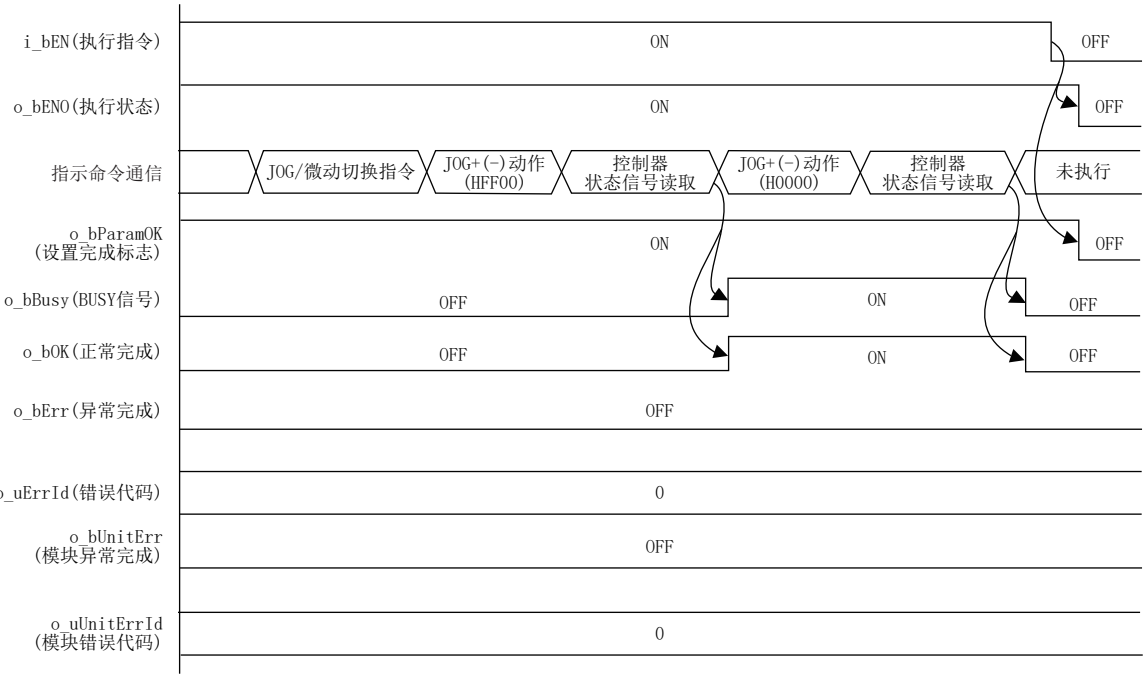 i_bEN(执行指令)
ON
OFF
o_bENO(执行状态)
ON
OFF
指示命令通信
JOG/微动切换指令
JOG+(-)动作
(HFF00)
控制器
状态信号读取
JOG+(-)动作
(H0000)
控制器
状态信号读取
未执行
o_bParamOK
(设置完成标志)
ON
OFF
o_bBusy(BUSY信号)
OFF
ON
OFF
o_bOK(正常完成)
OFF
ON
OFF
o_bErr(异常完成)
OFF
o_uErrId(错误代码)
0
o_bUnitErr
(模块异常完成)
OFF
o_uUnitErrId
(模块错误代码)
0